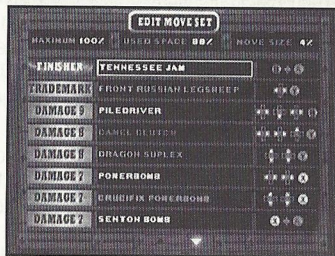 EDIT MOVE SET
MAXIMUM 100% USED SPACE 88% MOVE SIZE 4%
FINISHER TENNESSEE JAM
TRADEMARK FRONT RUSSIAN LEGSWEEP
DAMAGE 9 PILEDRIVER
DAMAGE 8 CAMEL CLUTCH
DAMAGE 8 DRAGON SUPLEX
DAMAGE 7 POWERBOMB
DAMAGE 7 CRUCIFIX POWERBOMB
DAMAGE 7 SENTON BOMB